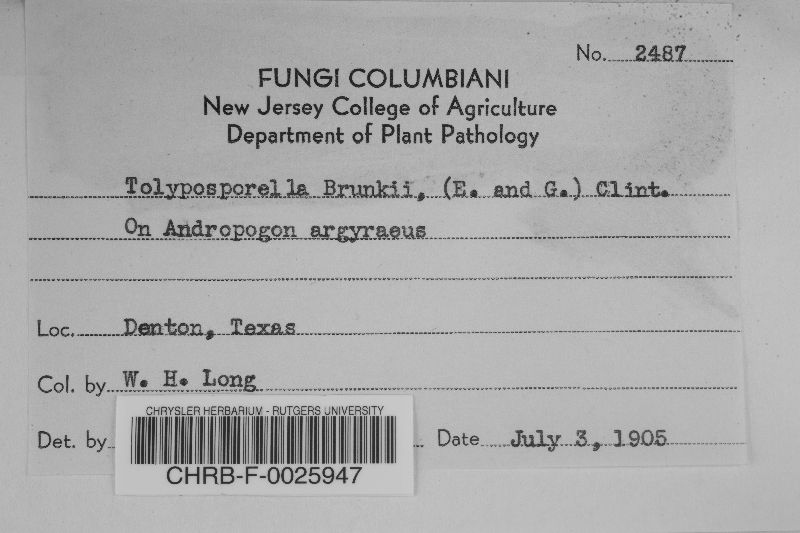 No. 2487
FUNGI COLUMBIANI
New Jersey College of Agriculture
Department of Plant Pathology
Tolyposporella Brunkii, (E. and G.) Clint.
On Andropogon argyraeus
Loc. Denton, Texas
Col. by W. H. Long
Det. by
Date July 3, 1905
CHRYSLER HERBARIUM - RUTGERS UNIVERSITY
CHRB-F-0025947